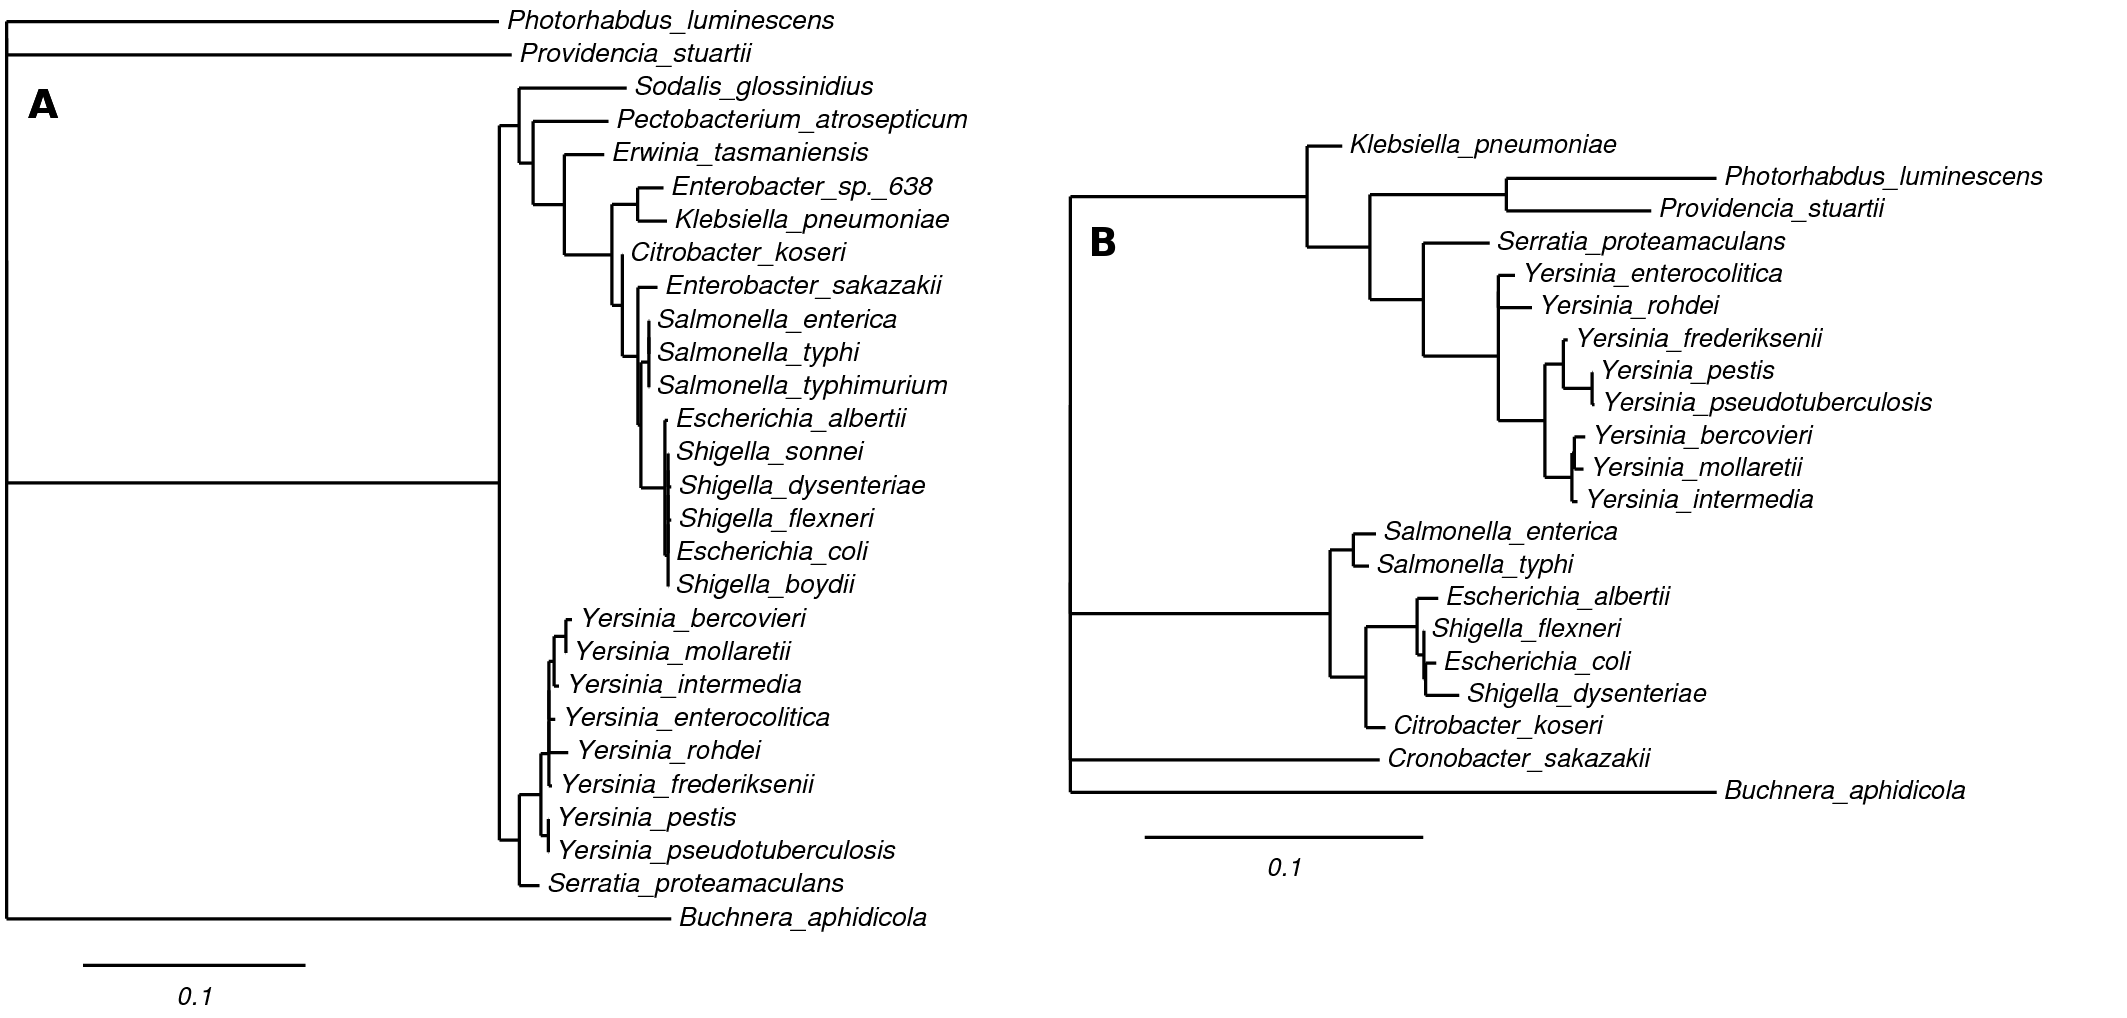 Photorhabdus_luminescens
Providencia_stuartii
A
Sodalis_glossinidius
Pectobacterium_atrosepticum
Erwinia_tasmaniensis
Enterobacter_sp._638
Klebsiella_pneumoniae
Citrobacter_koseri
Enterobacter_sakazakii
Salmonella_enterica
Salmonella_typhi
Salmonella_typhimurium
Escherichia_albertii
Shigella_sonnei
Shigella_dysenteriae
Shigella_flexneri
Escherichia_coli
Shigella_boydii
Yersinia_bercovieri
Yersinia_mollaretii
Yersinia_intermedia
Yersinia_enterocolitica
Yersinia_rohdei
Yersinia_frederiksenii
Yersinia_pestis
Yersinia_pseudotuberculosis
Serratia_proteamaculans
Buchnera_aphidicola
0.1
Klebsiella_pneumoniae
Photorhabdus_luminescens
Providencia_stuartii
B
Serratia_proteamaculans
Yersinia_enterocolitica
Yersinia_rohdei
Yersinia_frederiksenii
Yersinia_pestis
Yersinia_pseudotuberculosis
Yersinia_bercovieri
Yersinia_mollaretii
Yersinia_intermedia
Salmonella_enterica
Salmonella_typhi
Escherichia_albertii
Shigella_flexneri
Escherichia_coli
Shigella_dysenteriae
Citrobacter_koseri
Cronobacter_sakazakii
Buchnera_aphidicola
0.1